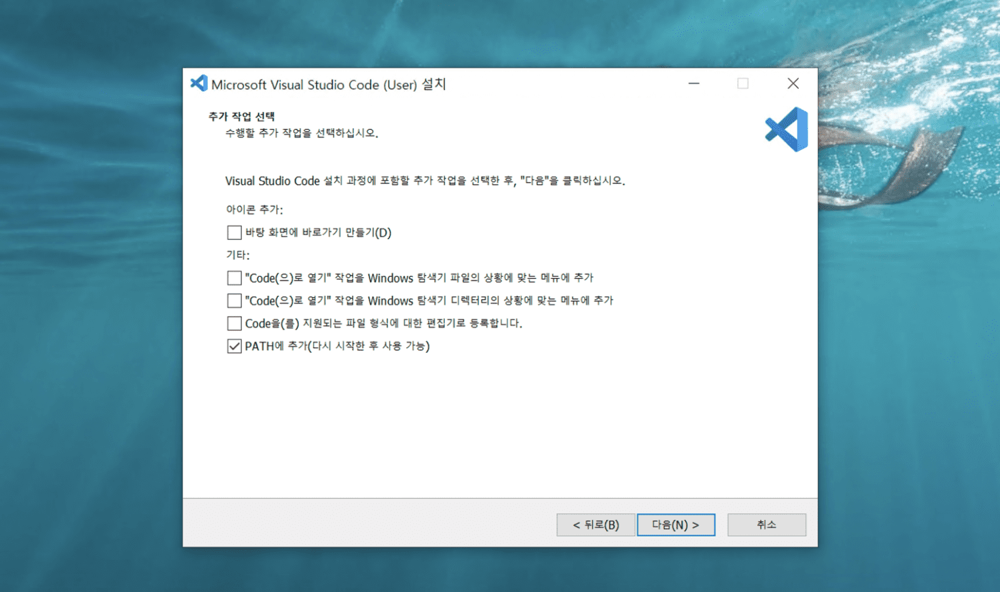 Microsoft Visual Studio Code (User) 설치
추가 작업 선택
수행할 추가 작업을 선택하십시오.
Visual Studio Code 설치 과정에 포함할 추가 작업을 선택한 후, "다음"을 클릭하십시오.
아이콘 추가:
바탕 화면에 바로가기 만들기(D)
기타:
"Code(으)로 열기" 작업을 Windows 탐색기 파일의 상황에 맞는 메뉴에 추가
"Code(으)로 열기" 작업을 Windows 탐색기 디렉터리의 상황에 맞는 메뉴에 추가
Code을(를) 지원되는 파일 형식에 대한 편집기로 등록합니다.
PATH에 추가(다시 시작한 후 사용 가능)
< 뒤로(B) 다음(N) > 취소